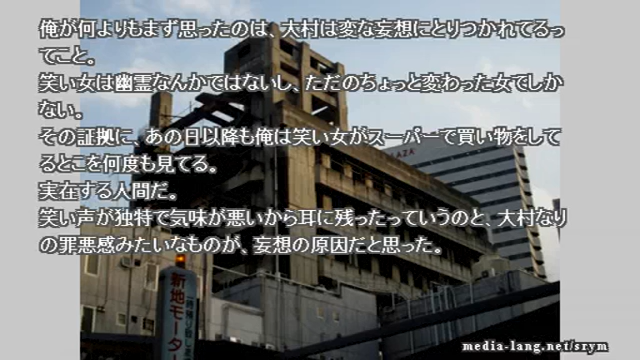 俺が何よりもまず思ったのは、大村は変な妄想にとりつかれてるっ
てこと。
笑い女は幽霊なんかではないし、ただのちょっと変わった女でしか
ない。
その証拠に、あの日以降も俺は笑い女がスーパーで買い物をして
るとこを何度も見てる。
実在する人間だ。
笑い声が独特で気味が悪いから耳に残ったっていうのと、大村なり
の罪悪感みたいなものが、妄想の原因だと思った。
AZA
新地モータ
media-lang.net/srym